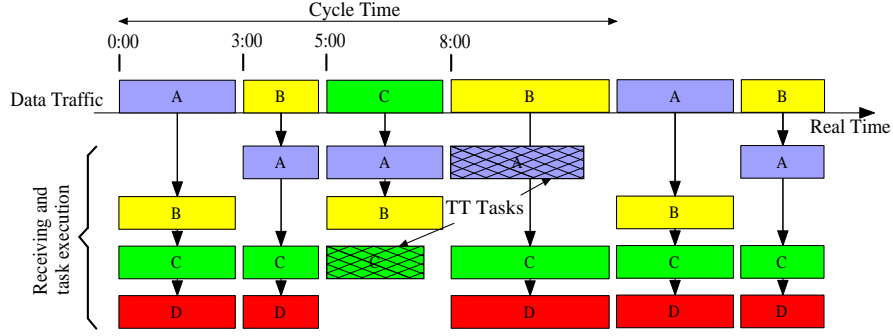 Cycle Time
0:00 3:00 5:00 8:00
Data Traffic A B C B A B
Real Time
A A A A
TT Tasks
B B B
Receiving and
task execution
C C C C C C
D D D D D